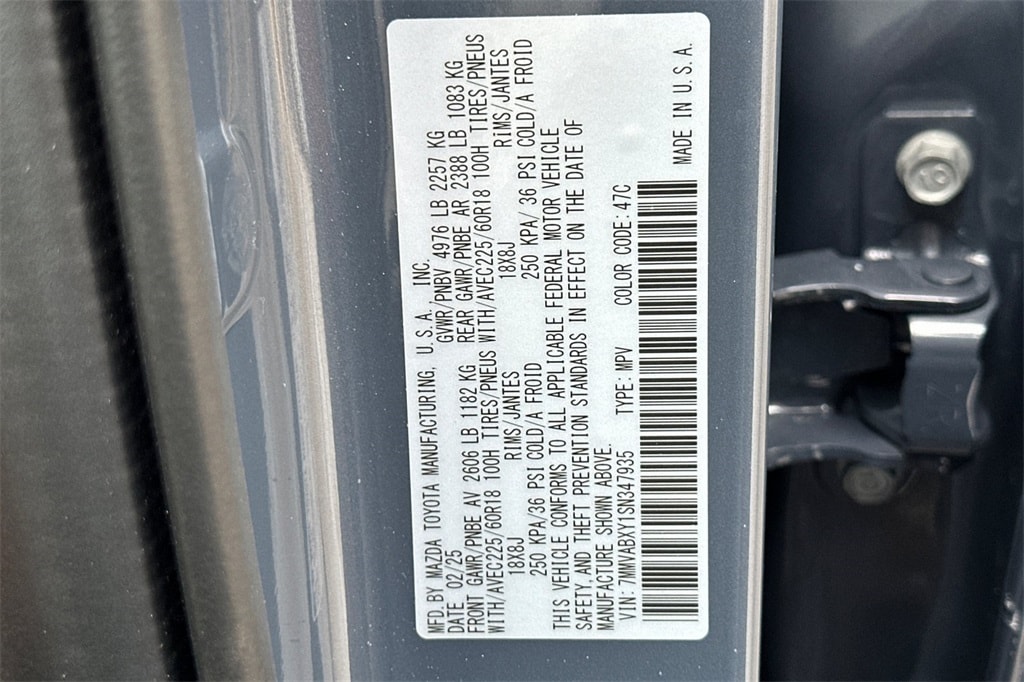 MFD. BY MAZDA TOYOTA MANUFACTURING, U.S.A., INC.
DATE 02/25 GVWR/PNBV 4976 LB 2257 KG
FRONT GAWR/PNBE AV 2606 LB 1182 KG REAR GAWR/PNBE AR 2388 LB 1083 KG
WITH/AVEC225/60R18 100H TIRES/PNEUS WITH/AVEC225/60R18 100H TIRES/PNEUS
18X8J RIMS/JANTES 18X8J RIMS/JANTES
250 KPA/36 PSI COLD/A FROID 250 KPA/ 36 PSI COLD/A FROID
THIS VEHICLE CONFORMS TO ALL APPLICABLE FEDERAL MOTOR VEHICLE
SAFETY, AND THEFT PREVENTION STANDARDS IN EFFECT ON THE DATE OF
MANUFACTURE SHOWN ABOVE.
VIN: 7MMVABXY1SN347935 TYPE: MPV COLOR CODE: 47C
MADE IN U.S.A.